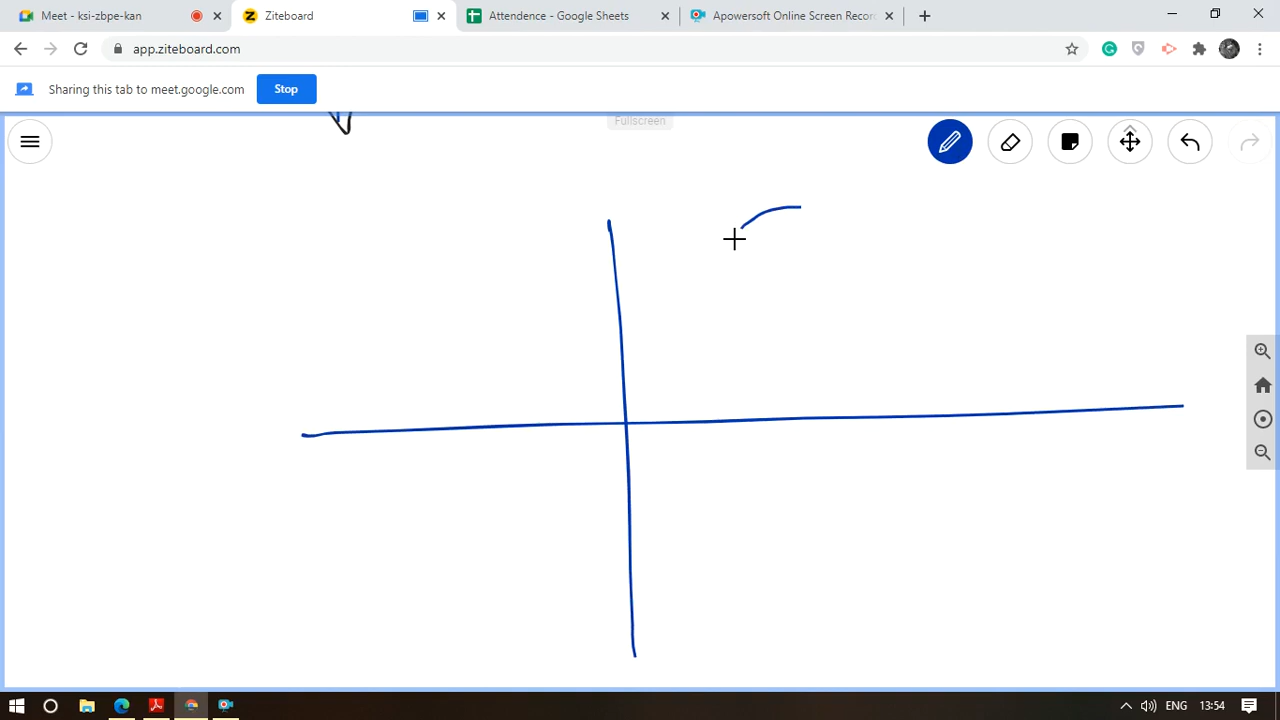 Meet - ksi-zbpe-kan
Ziteboard
Attendence - Google Sheets
Apowersoft Online Screen Record
app.ziteboard.com
Sharing this tab to meet.google.com
Stop
Fullscreen
ENG
13:54